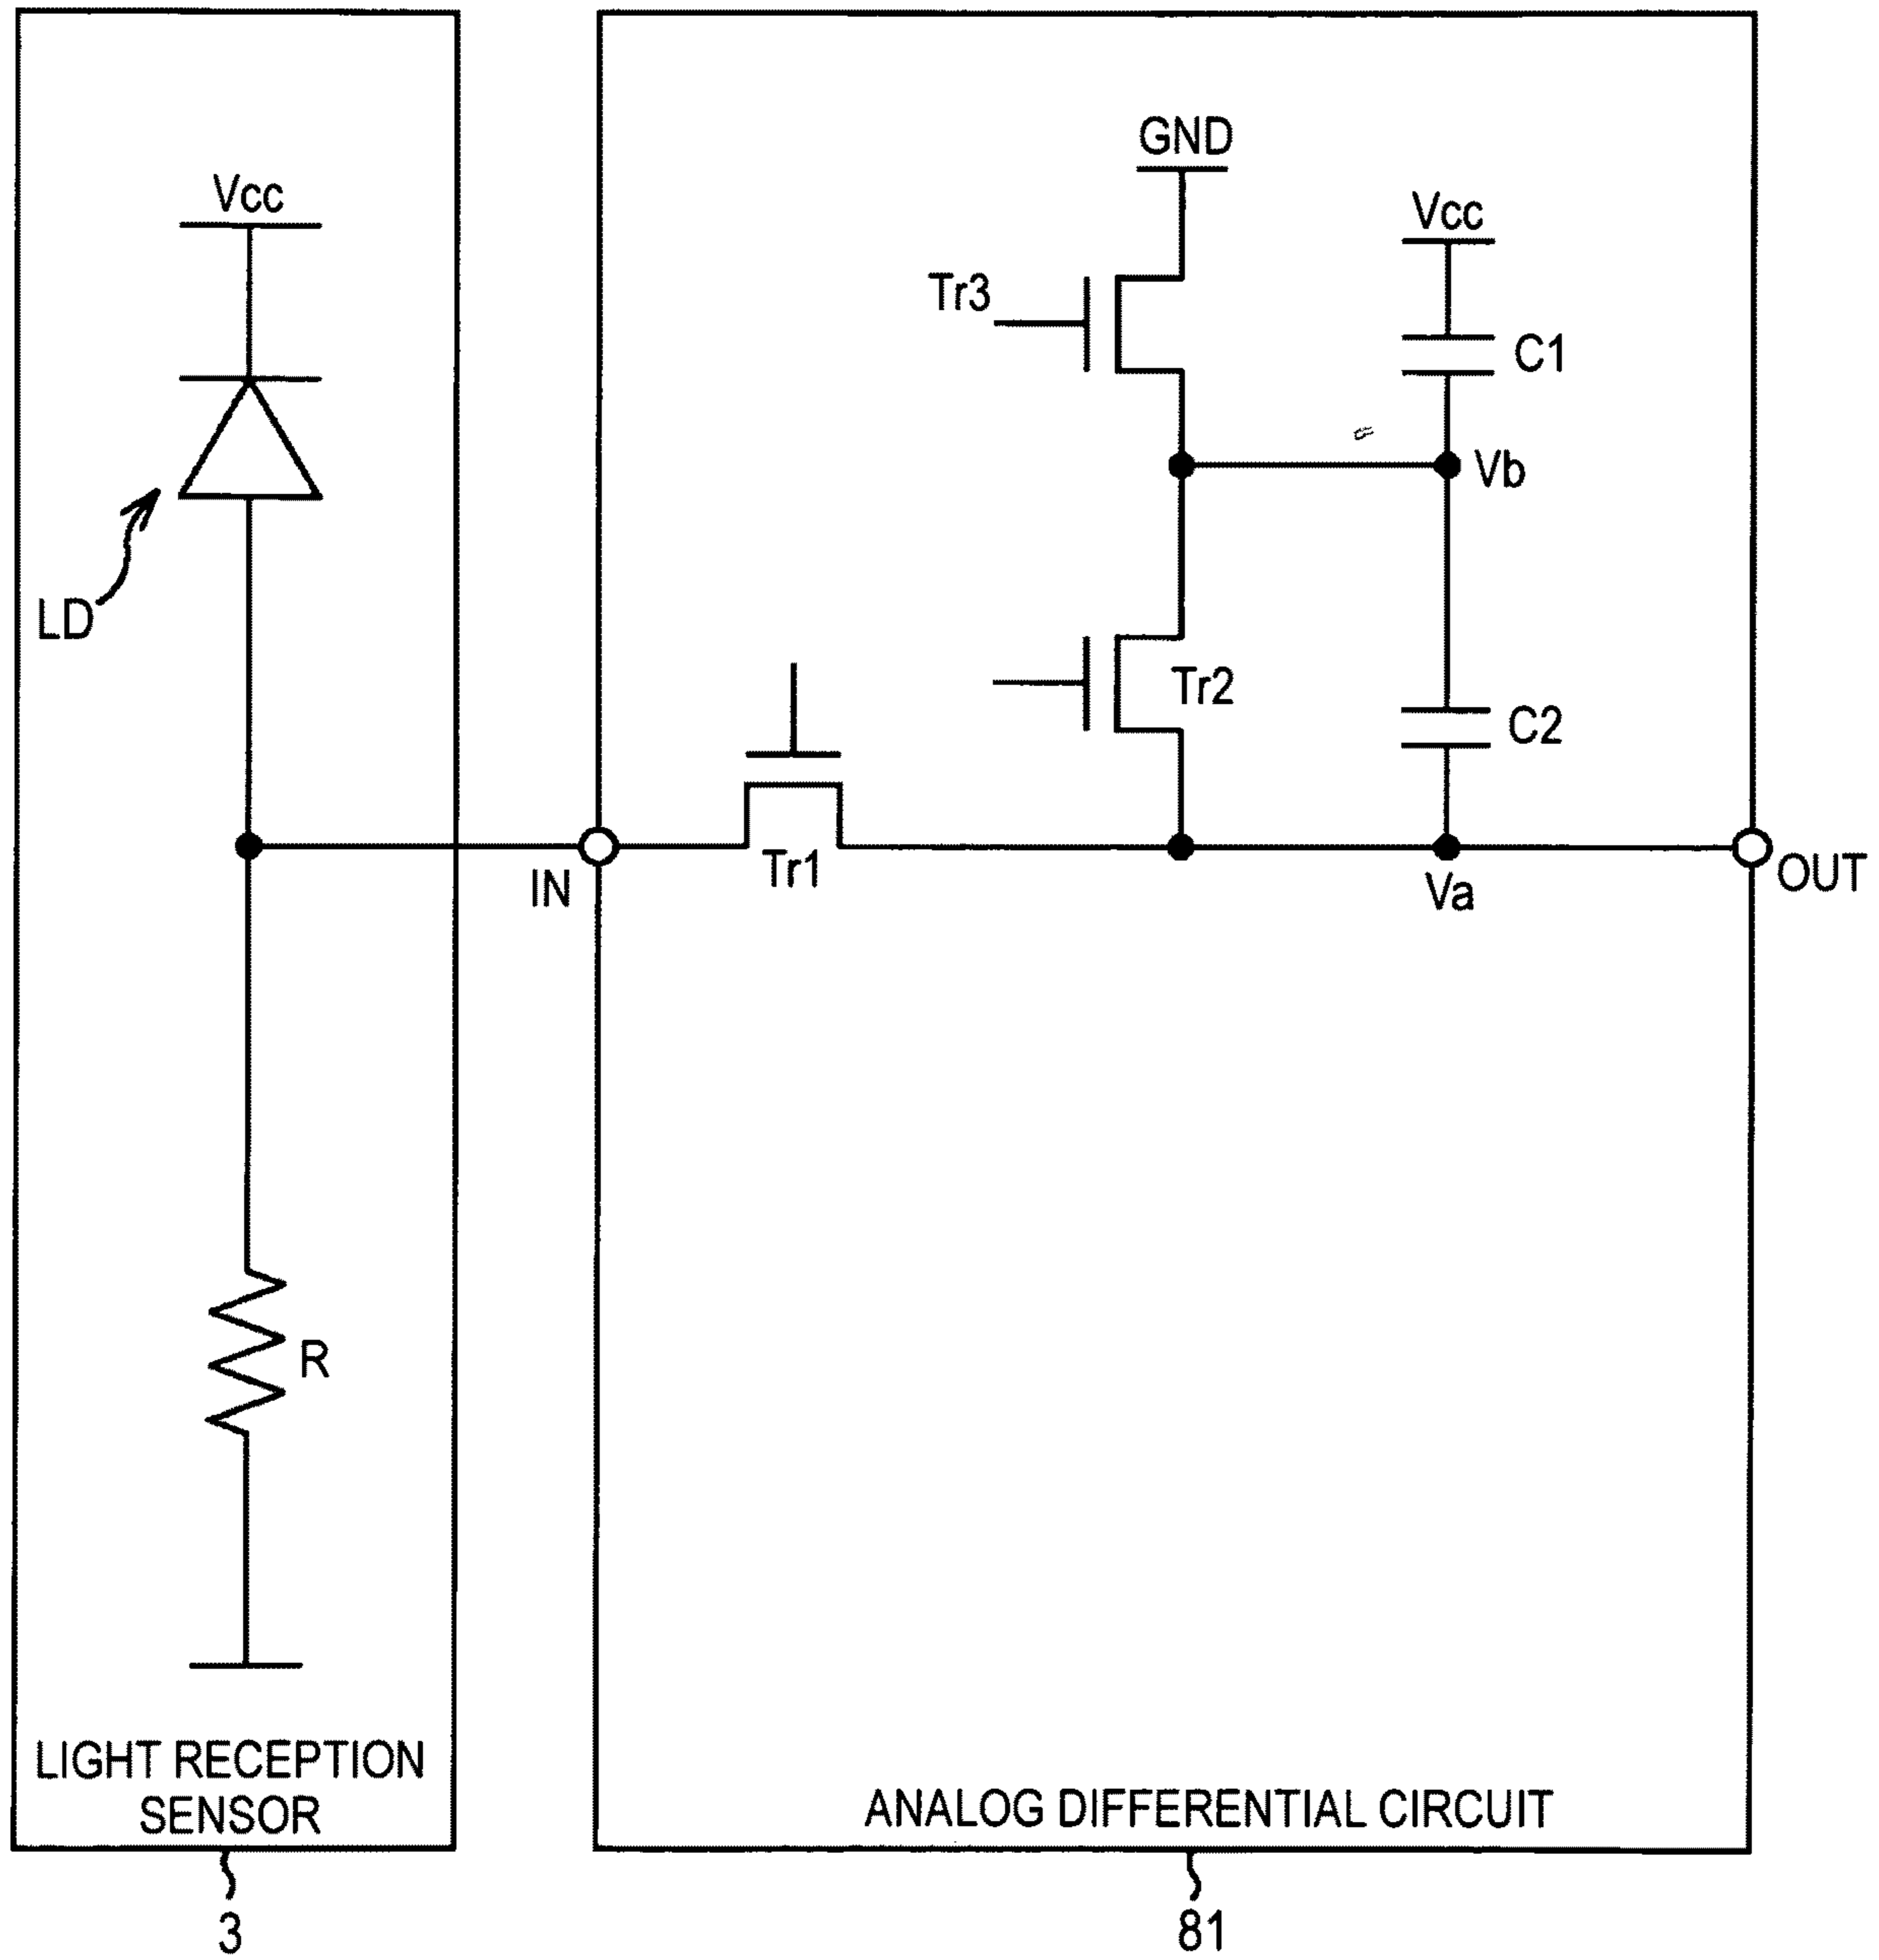 GND
Vcc
Vcc
Tr3
C1
Vb
LD
Tr2
C2
Tr1
IN
Va
OUT
R
LIGHT RECEPTION
SENSOR
ANALOG DIFFERENTIAL CIRCUIT
3
81